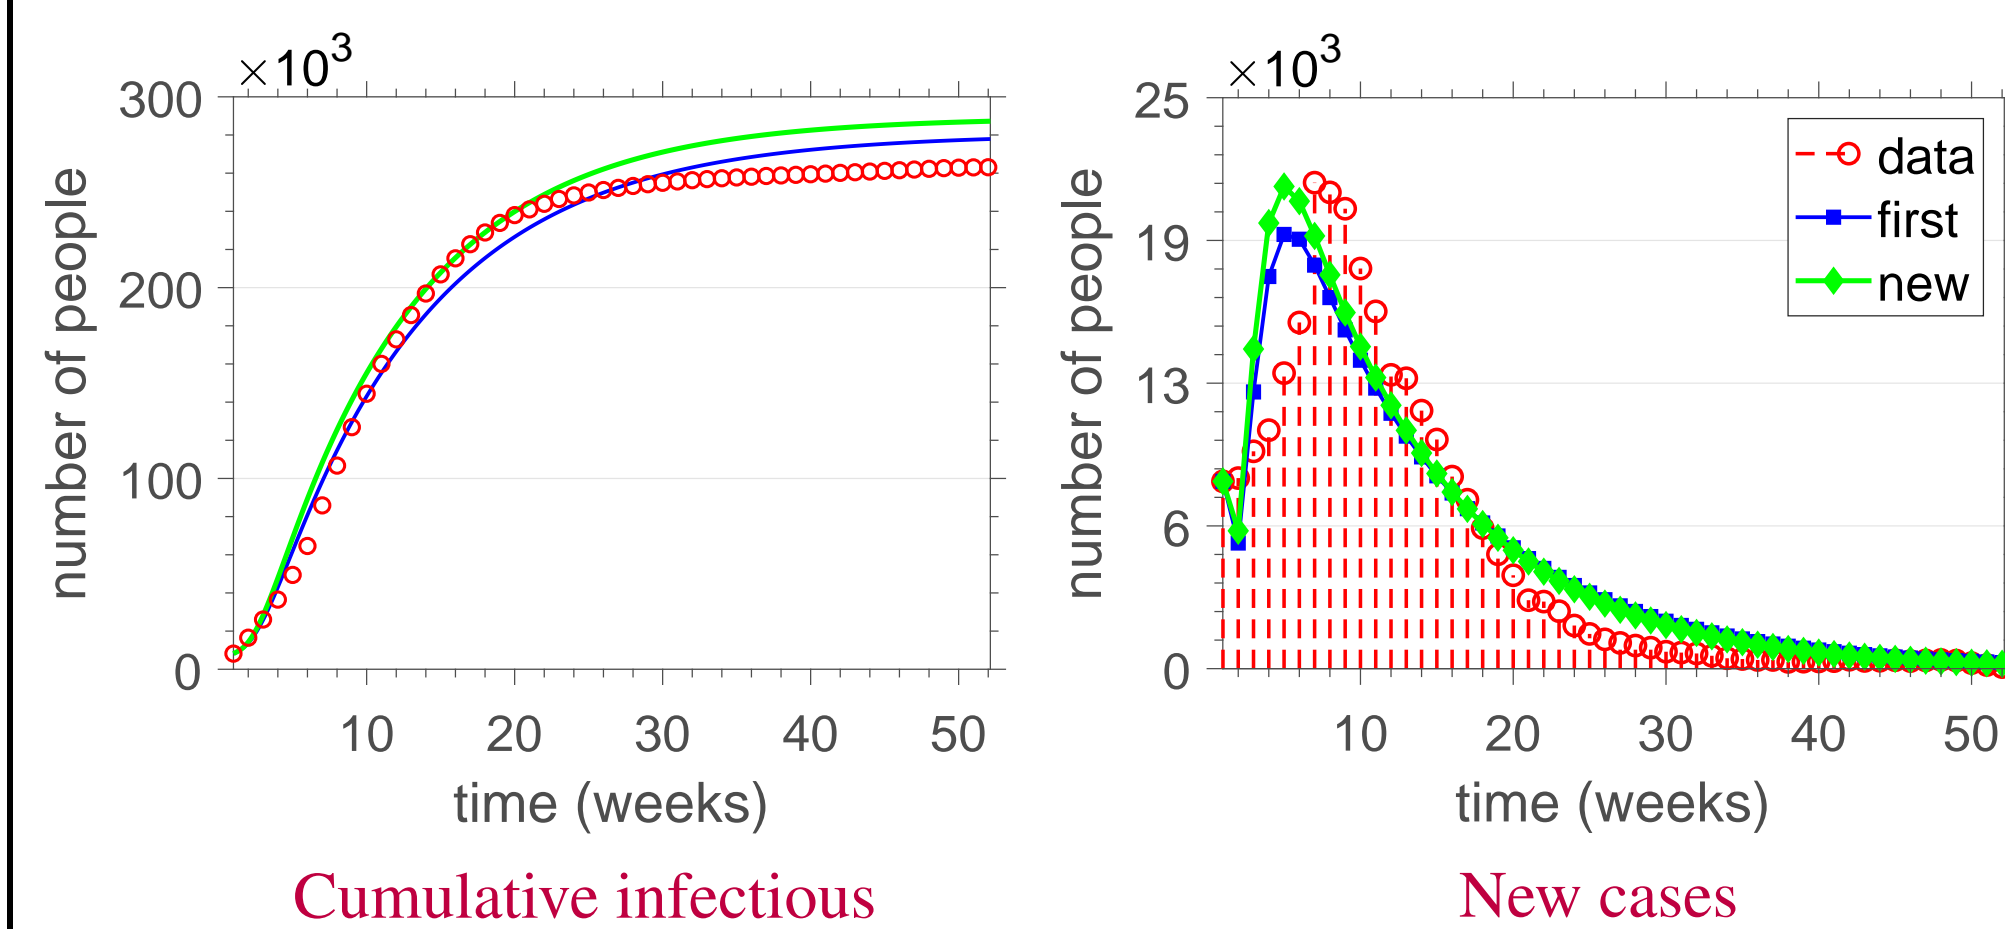 ×10³
300
200
100
0
number of people
10 20 30 40 50
time (weeks)
Cumulative infectious
×10³
25
19
13
6
0
number of people
data
first
new
10 20 30 40 50
time (weeks)
New cases